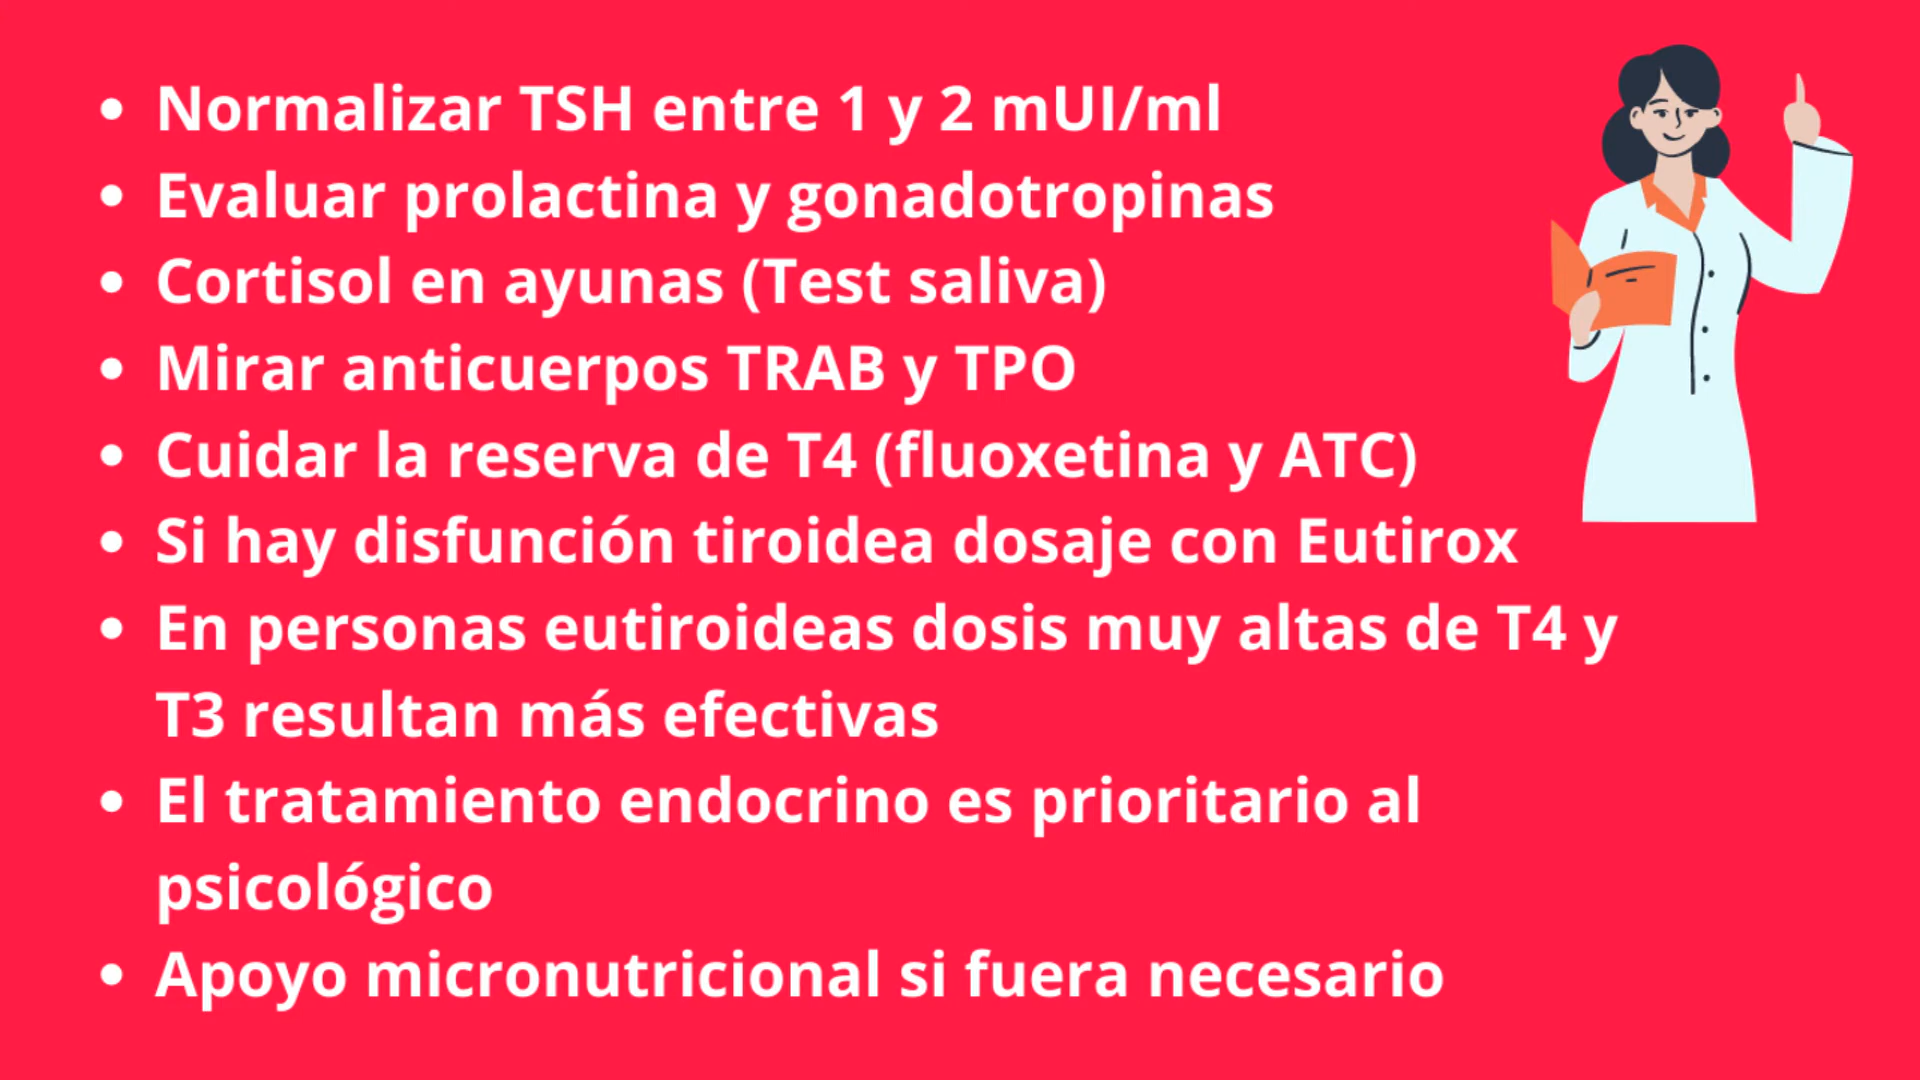 • Normalizar TSH entre 1 y 2 mUI/ml
• Evaluar prolactina y gonadotropinas
• Cortisol en ayunas (Test saliva)
• Mirar anticuerpos TRAB y TPO
• Cuidar la reserva de T4 (fluoxetina y ATC)
• Si hay disfunción tiroidea dosaje con Eutirox
• En personas eutiroideas dosis muy altas de T4 y
T3 resultan más efectivas
• El tratamiento endocrino es prioritario al
psicológico
• Apoyo micronutricional si fuera necesario